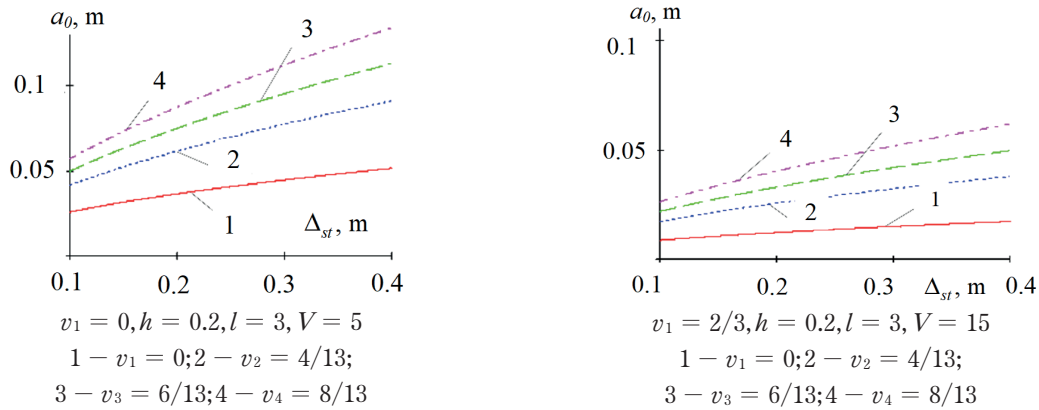 a₀, m
3
4
0.1
2
0.05
1
Δst, m
0.1 0.2 0.3 0.4
v₁ = 0, h = 0.2, l = 3, V = 5
1 − v₁ = 0;2 − v₂ = 4/13;
3 − v₃ = 6/13;4 − v₄ = 8/13
a₀, m
0.1
4
3
0.05
2
1
0.1 0.2 0.3 Δst, m 0.4
v₁ = 2/3, h = 0.2, l = 3, V = 15
1 − v₁ = 0;2 − v₂ = 4/13;
3 − v₃ = 6/13;4 − v₄ = 8/13